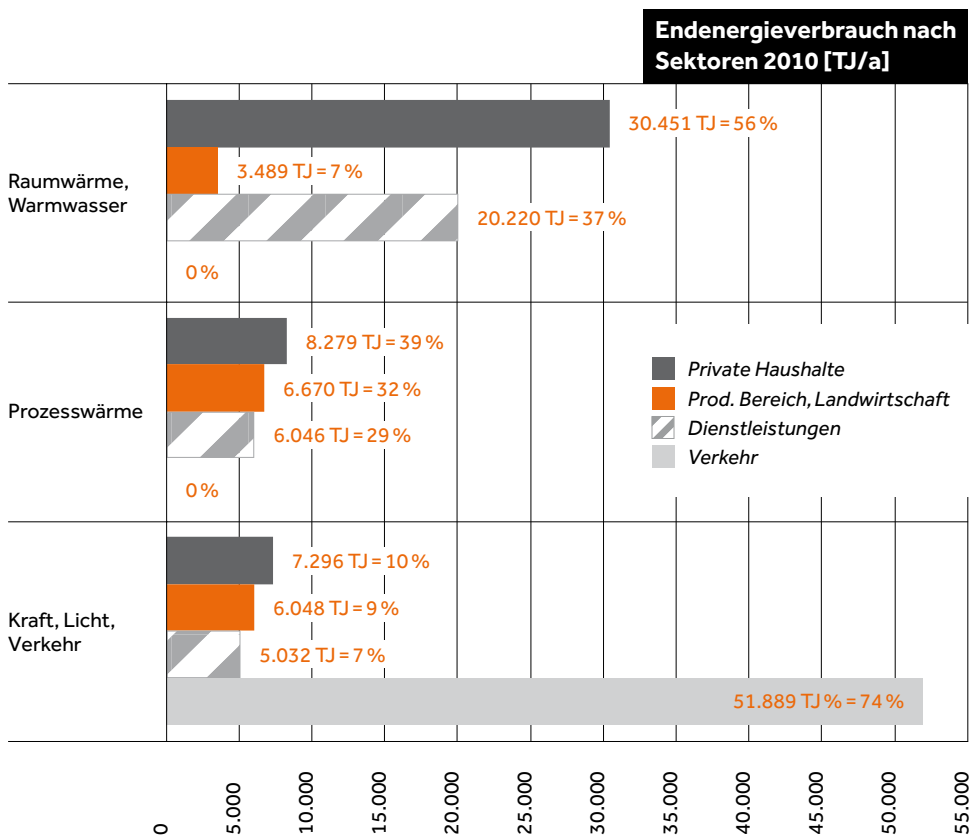 Endenergieverbrauch nach
Sektoren 2010 [TJ/a]
Raumwärme,
Warmwasser
30.451 TJ = 56 %
3.489 TJ = 7 %
20.220 TJ = 37 %
0 %
Prozesswärme
8.279 TJ = 39 %
6.670 TJ = 32 %
6.046 TJ = 29 %
0 %
Private Haushalte
Prod. Bereich, Landwirtschaft
Dienstleistungen
Verkehr
Kraft, Licht,
Verkehr
7.296 TJ = 10 %
6.048 TJ = 9 %
5.032 TJ = 7 %
51.889 TJ % = 74 %
0
5.000
10.000
15.000
20.000
25.000
30.000
35.000
40.000
45.000
50.000
55.000